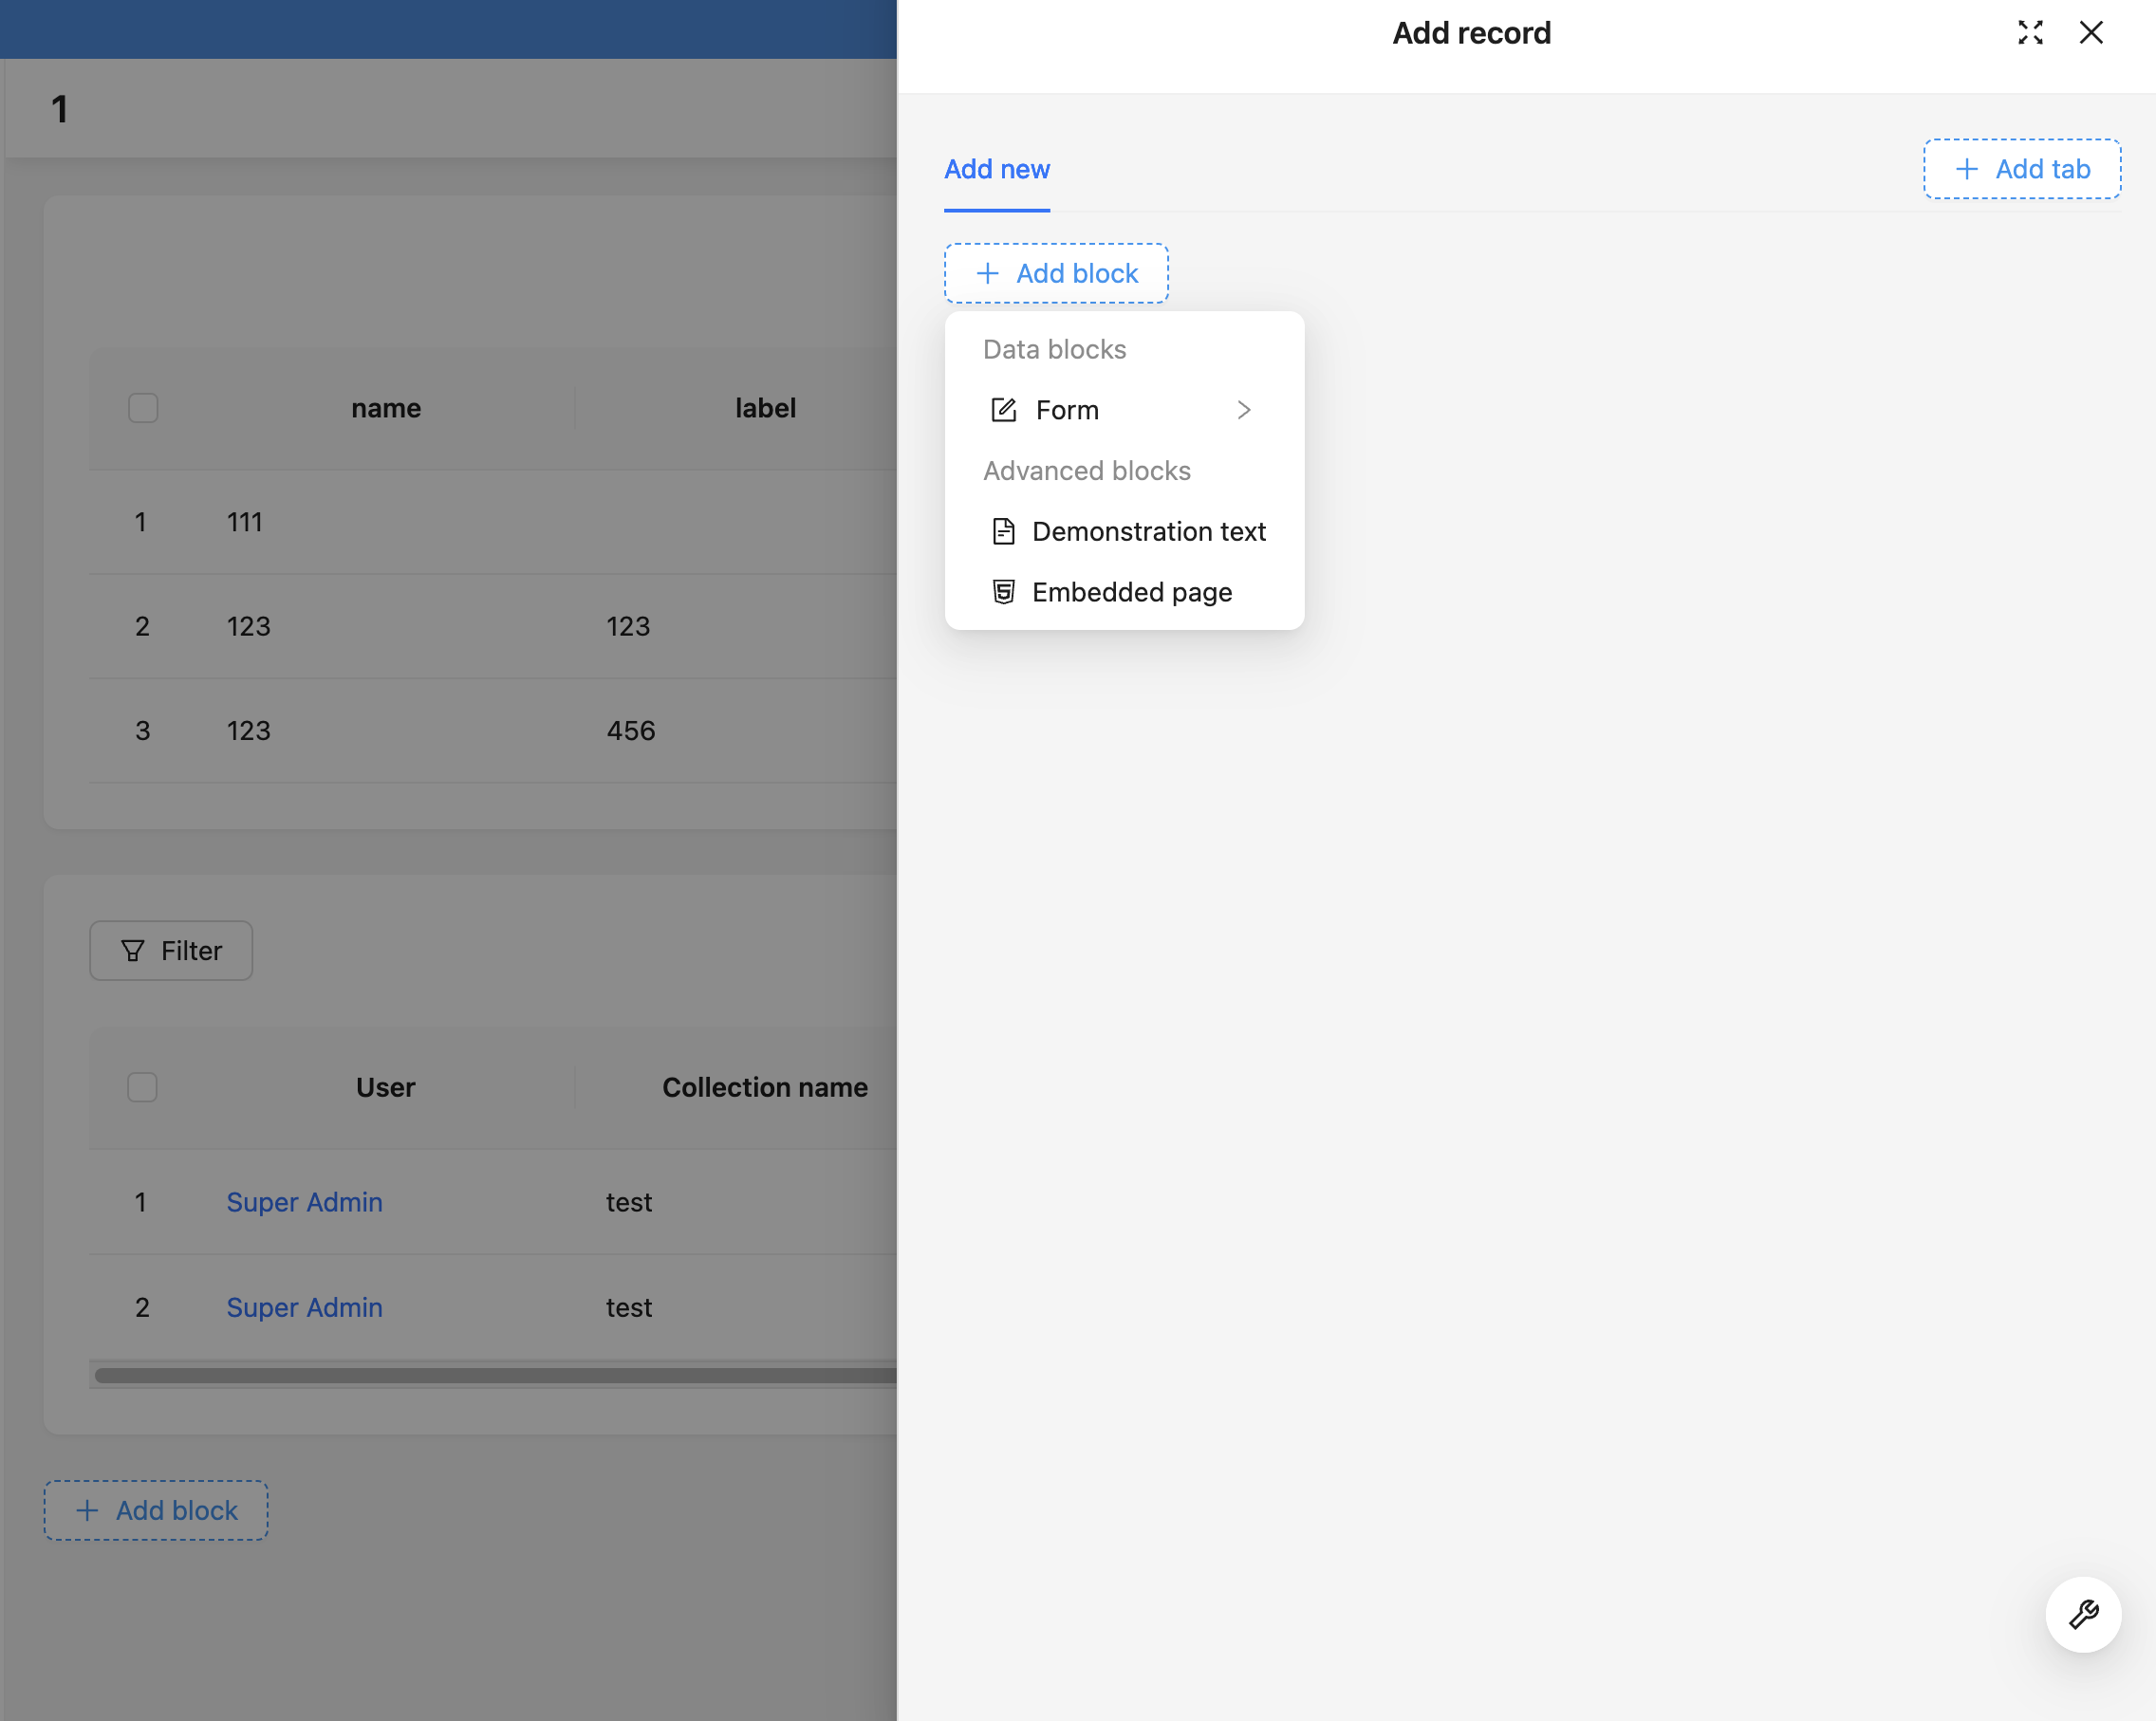 1
name label
1 111
2 123 123
3 123 456
Filter
User Collection name
1 Super Admin test
2 Super Admin test
Add block
Add record
Add new
Add tab
Add block
Data blocks
Form
Advanced blocks
Demonstration text
Embedded page